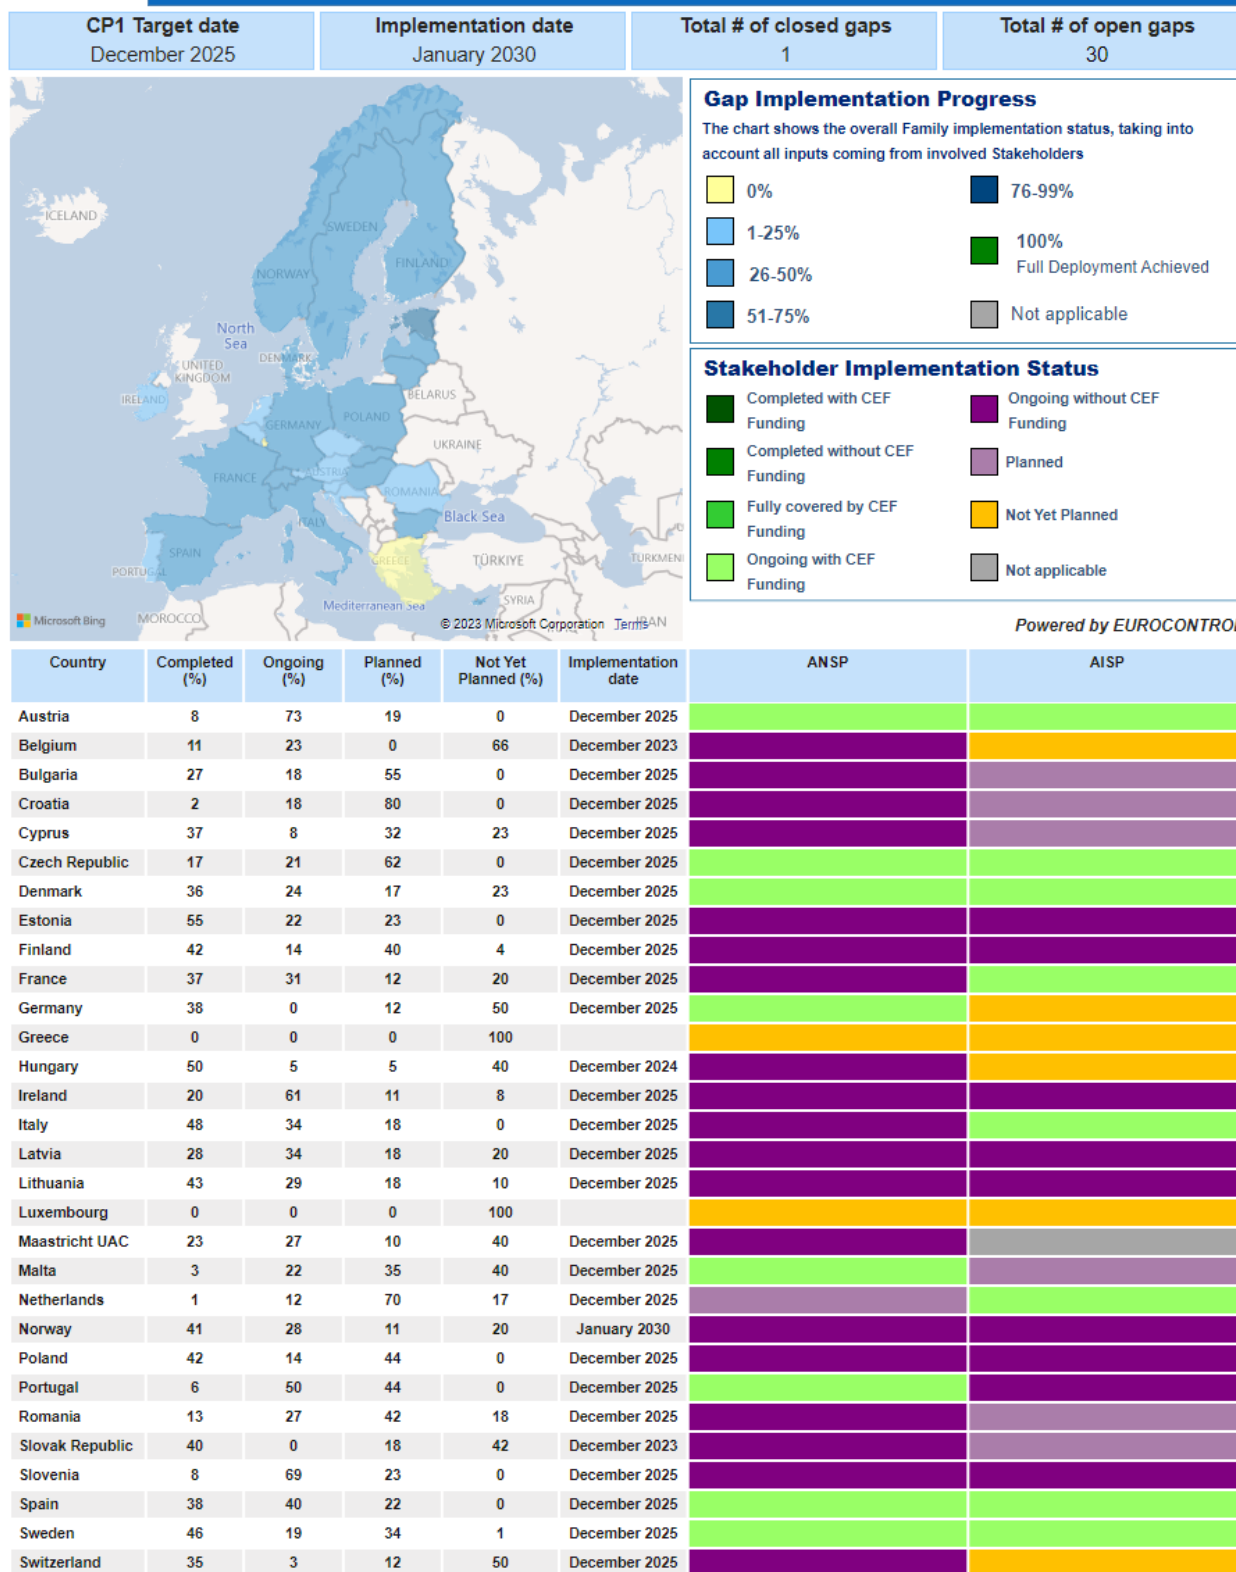 CP1 Target date
December 2025
Implementation date
January 2030
Total # of closed gaps
1
Total # of open gaps
30
ICELAND
SWEDEN
FINLAND
NORWAY
North
Sea
DENMARK
UNITED
KINGDOM
IRELAND
BELARUS
POLAND
GERMANY
UKRAINE
FRANCE
AUSTRIA
ROMANIA
ITALY
Black Sea
SPAIN
PORTUGAL
GREECE
TÜRKIYE
TURKMENI
Mediterranean Sea
SYRIA
MOROCCO
IRAN
Microsoft Bing
© 2023 Microsoft Corporation Terms
Gap Implementation Progress
The chart shows the overall Family implementation status, taking into
account all inputs coming from involved Stakeholders
0%
1-25%
26-50%
51-75%
76-99%
100%
Full Deployment Achieved
Not applicable
Stakeholder Implementation Status
Completed with CEF
Funding
Completed without CEF
Funding
Fully covered by CEF
Funding
Ongoing with CEF
Funding
Ongoing without CEF
Funding
Planned
Not Yet Planned
Not applicable
Powered by EUROCONTROL
Country Completed (%) Ongoing (%) Planned (%) Not Yet Planned (%) Implementation date ANSP AISP
Austria 8 73 19 0 December 2025
Belgium 11 23 0 66 December 2023
Bulgaria 27 18 55 0 December 2025
Croatia 2 18 80 0 December 2025
Cyprus 37 8 32 23 December 2025
Czech Republic 17 21 62 0 December 2025
Denmark 36 24 17 23 December 2025
Estonia 55 22 23 0 December 2025
Finland 42 14 40 4 December 2025
France 37 31 12 20 December 2025
Germany 38 0 12 50 December 2025
Greece 0 0 0 100
Hungary 50 5 5 40 December 2024
Ireland 20 61 11 8 December 2025
Italy 48 34 18 0 December 2025
Latvia 28 34 18 20 December 2025
Lithuania 43 29 18 10 December 2025
Luxembourg 0 0 0 100
Maastricht UAC 23 27 10 40 December 2025
Malta 3 22 35 40 December 2025
Netherlands 1 12 70 17 December 2025
Norway 41 28 11 20 January 2030
Poland 42 14 44 0 December 2025
Portugal 6 50 44 0 December 2025
Romania 13 27 42 18 December 2025
Slovak Republic 40 0 18 42 December 2023
Slovenia 8 69 23 0 December 2025
Spain 38 40 22 0 December 2025
Sweden 46 19 34 1 December 2025
Switzerland 35 3 12 50 December 2025